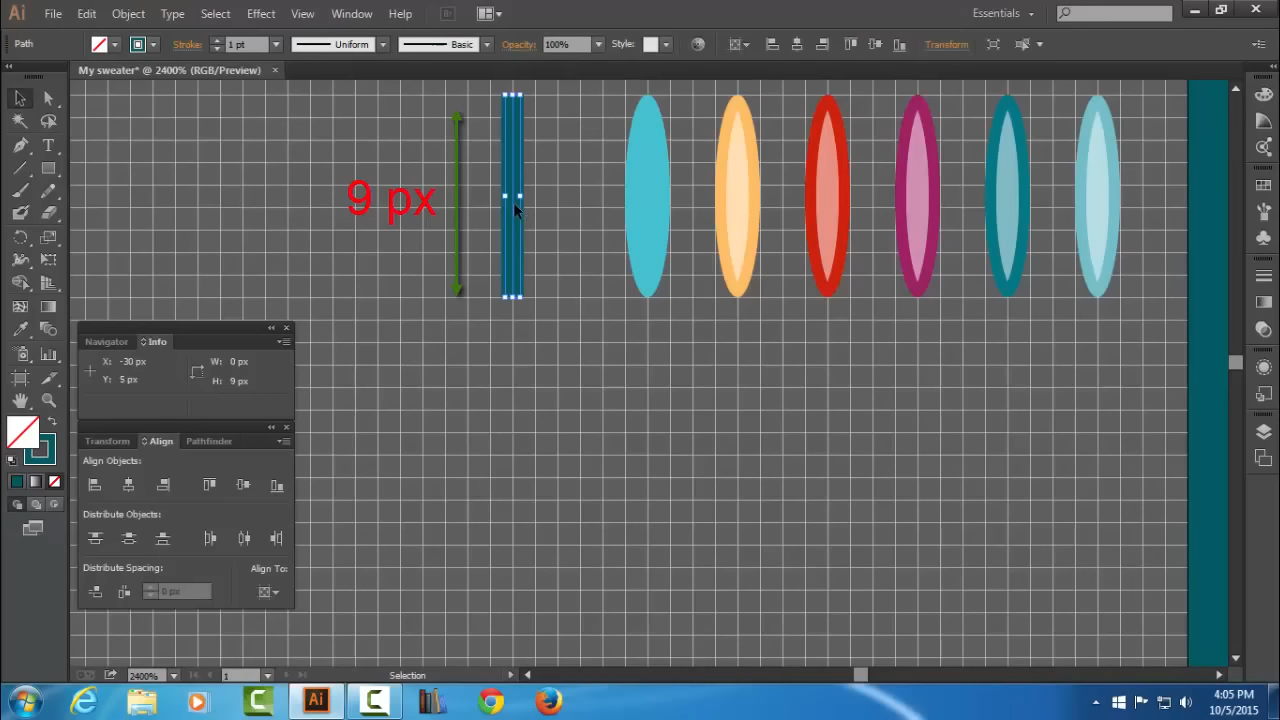 Ai File Edit Object Type Select Effect View Window Help Br Essentials
Path Stroke: 1 pt Uniform Basic Opacity: 100% Style: Transform
My sweater* @ 2400% (RGB/Preview)
9 px
Navigator Info
X: -30 px W: 0 px
Y: 5 px H: 9 px
Transform Align Pathfinder
Align Objects:
Distribute Objects:
Distribute Spacing: Align To:
0 px
2400% 1 Selection
Ai 4:05 PM
10/5/2015